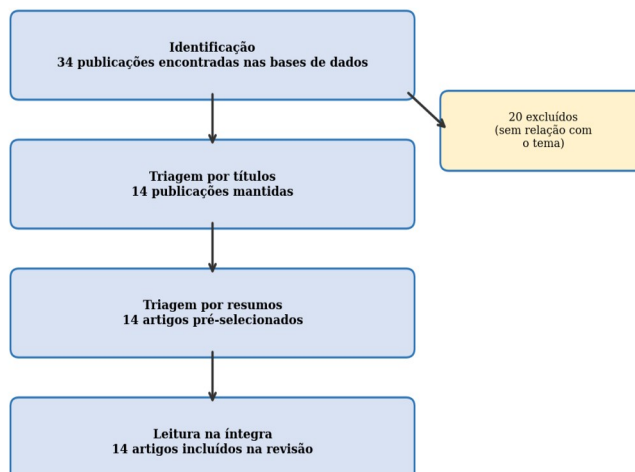 Identificação
34 publicações encontradas nas bases de dados
20 excluídos
(sem relação com
o tema)
Triagem por títulos
14 publicações mantidas
Triagem por resumos
14 artigos pré-selecionados
Leitura na íntegra
14 artigos incluídos na revisão